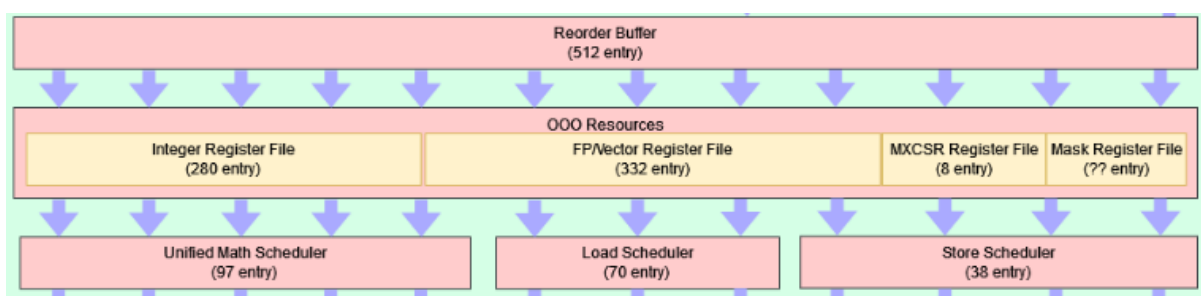 Reorder Buffer
(512 entry)
OOO Resources
Integer Register File
(280 entry)
FP/Vector Register File
(332 entry)
MXCSR Register File
(8 entry)
Mask Register File
(?? entry)
Unified Math Scheduler
(97 entry)
Load Scheduler
(70 entry)
Store Scheduler
(38 entry)